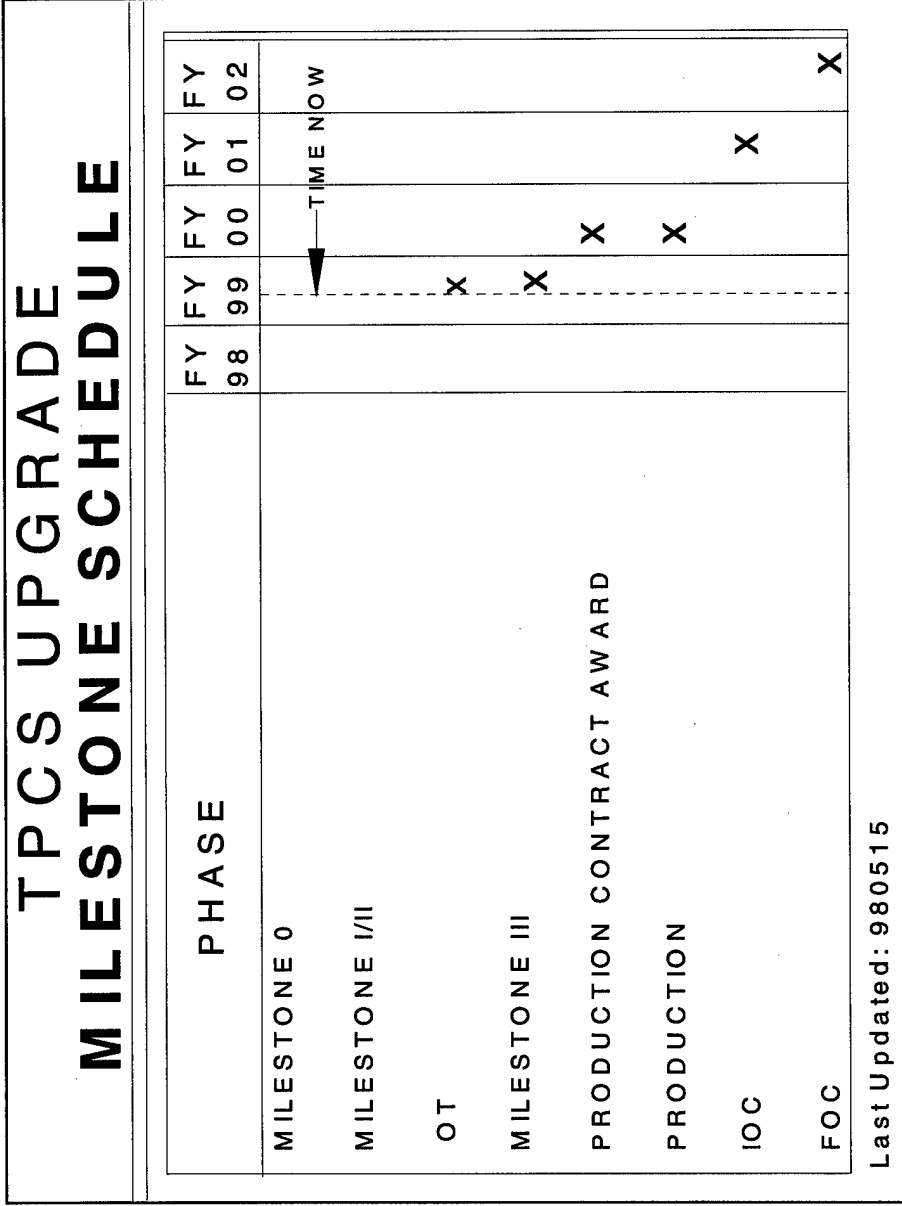 TPCS UPGRADE
MILESTONE SCHEDULE
PHASE FY 98 FY 99 FY 00 FY 01 FY 02
MILESTONE 0 TIME NOW
MILESTONE I/II
OT X
MILESTONE III X
PRODUCTION CONTRACT AWARD X
PRODUCTION X
IOC X
FOC X
Last Updated: 980515